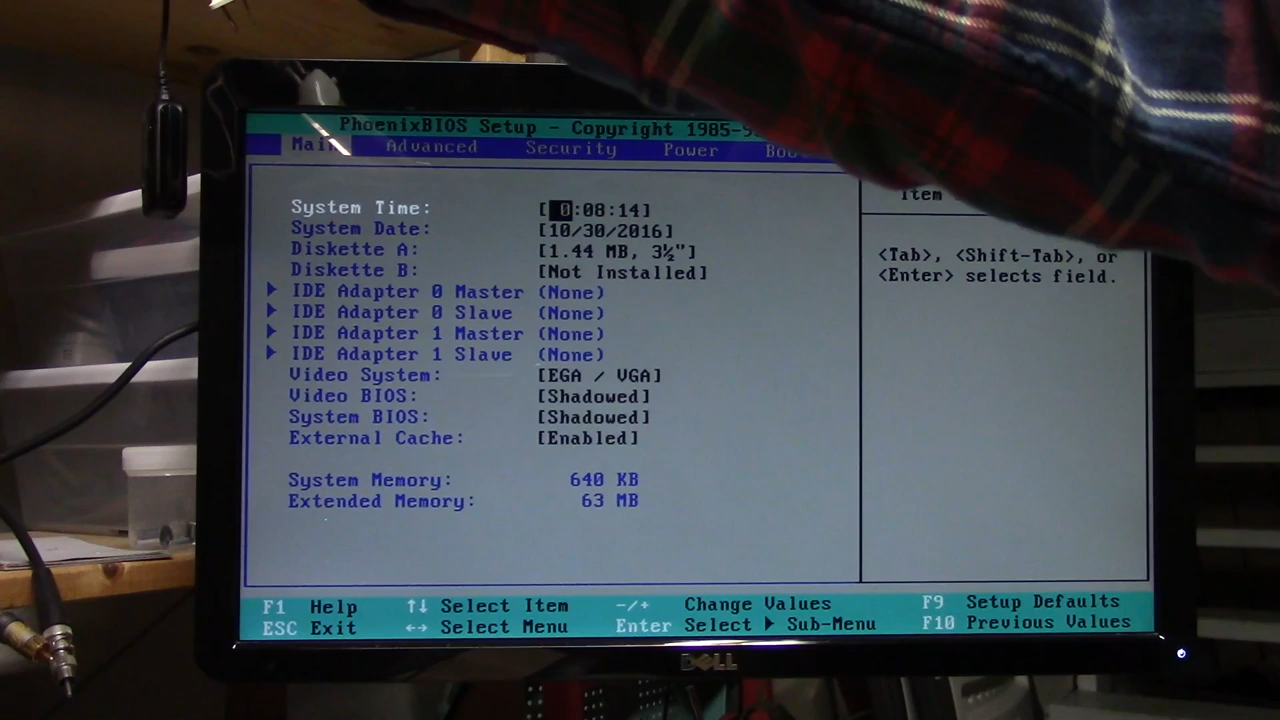 PhoenixBIOS Setup - Copyright 1985-9
Main Advanced Security Power
Item
System Time: [ 0:08:14]
System Date: [10/30/2016]
Diskette A: [1.44 MB, 3½"]
Diskette B: [Not Installed]
IDE Adapter 0 Master (None)
IDE Adapter 0 Slave (None)
IDE Adapter 1 Master (None)
IDE Adapter 1 Slave (None)
Video System: [EGA / VGA]
Video BIOS: [Shadowed]
System BIOS: [Shadowed]
External Cache: [Enabled]
System Memory: 640 KB
Extended Memory: 63 MB
<Tab>, <Shift-Tab>, or
<Enter> selects field.
F1 Help ↑↓ Select Item -/+ Change Values F9 Setup Defaults
ESC Exit ↔ Select Menu Enter Select ▶ Sub-Menu F10 Previous Values
DELL